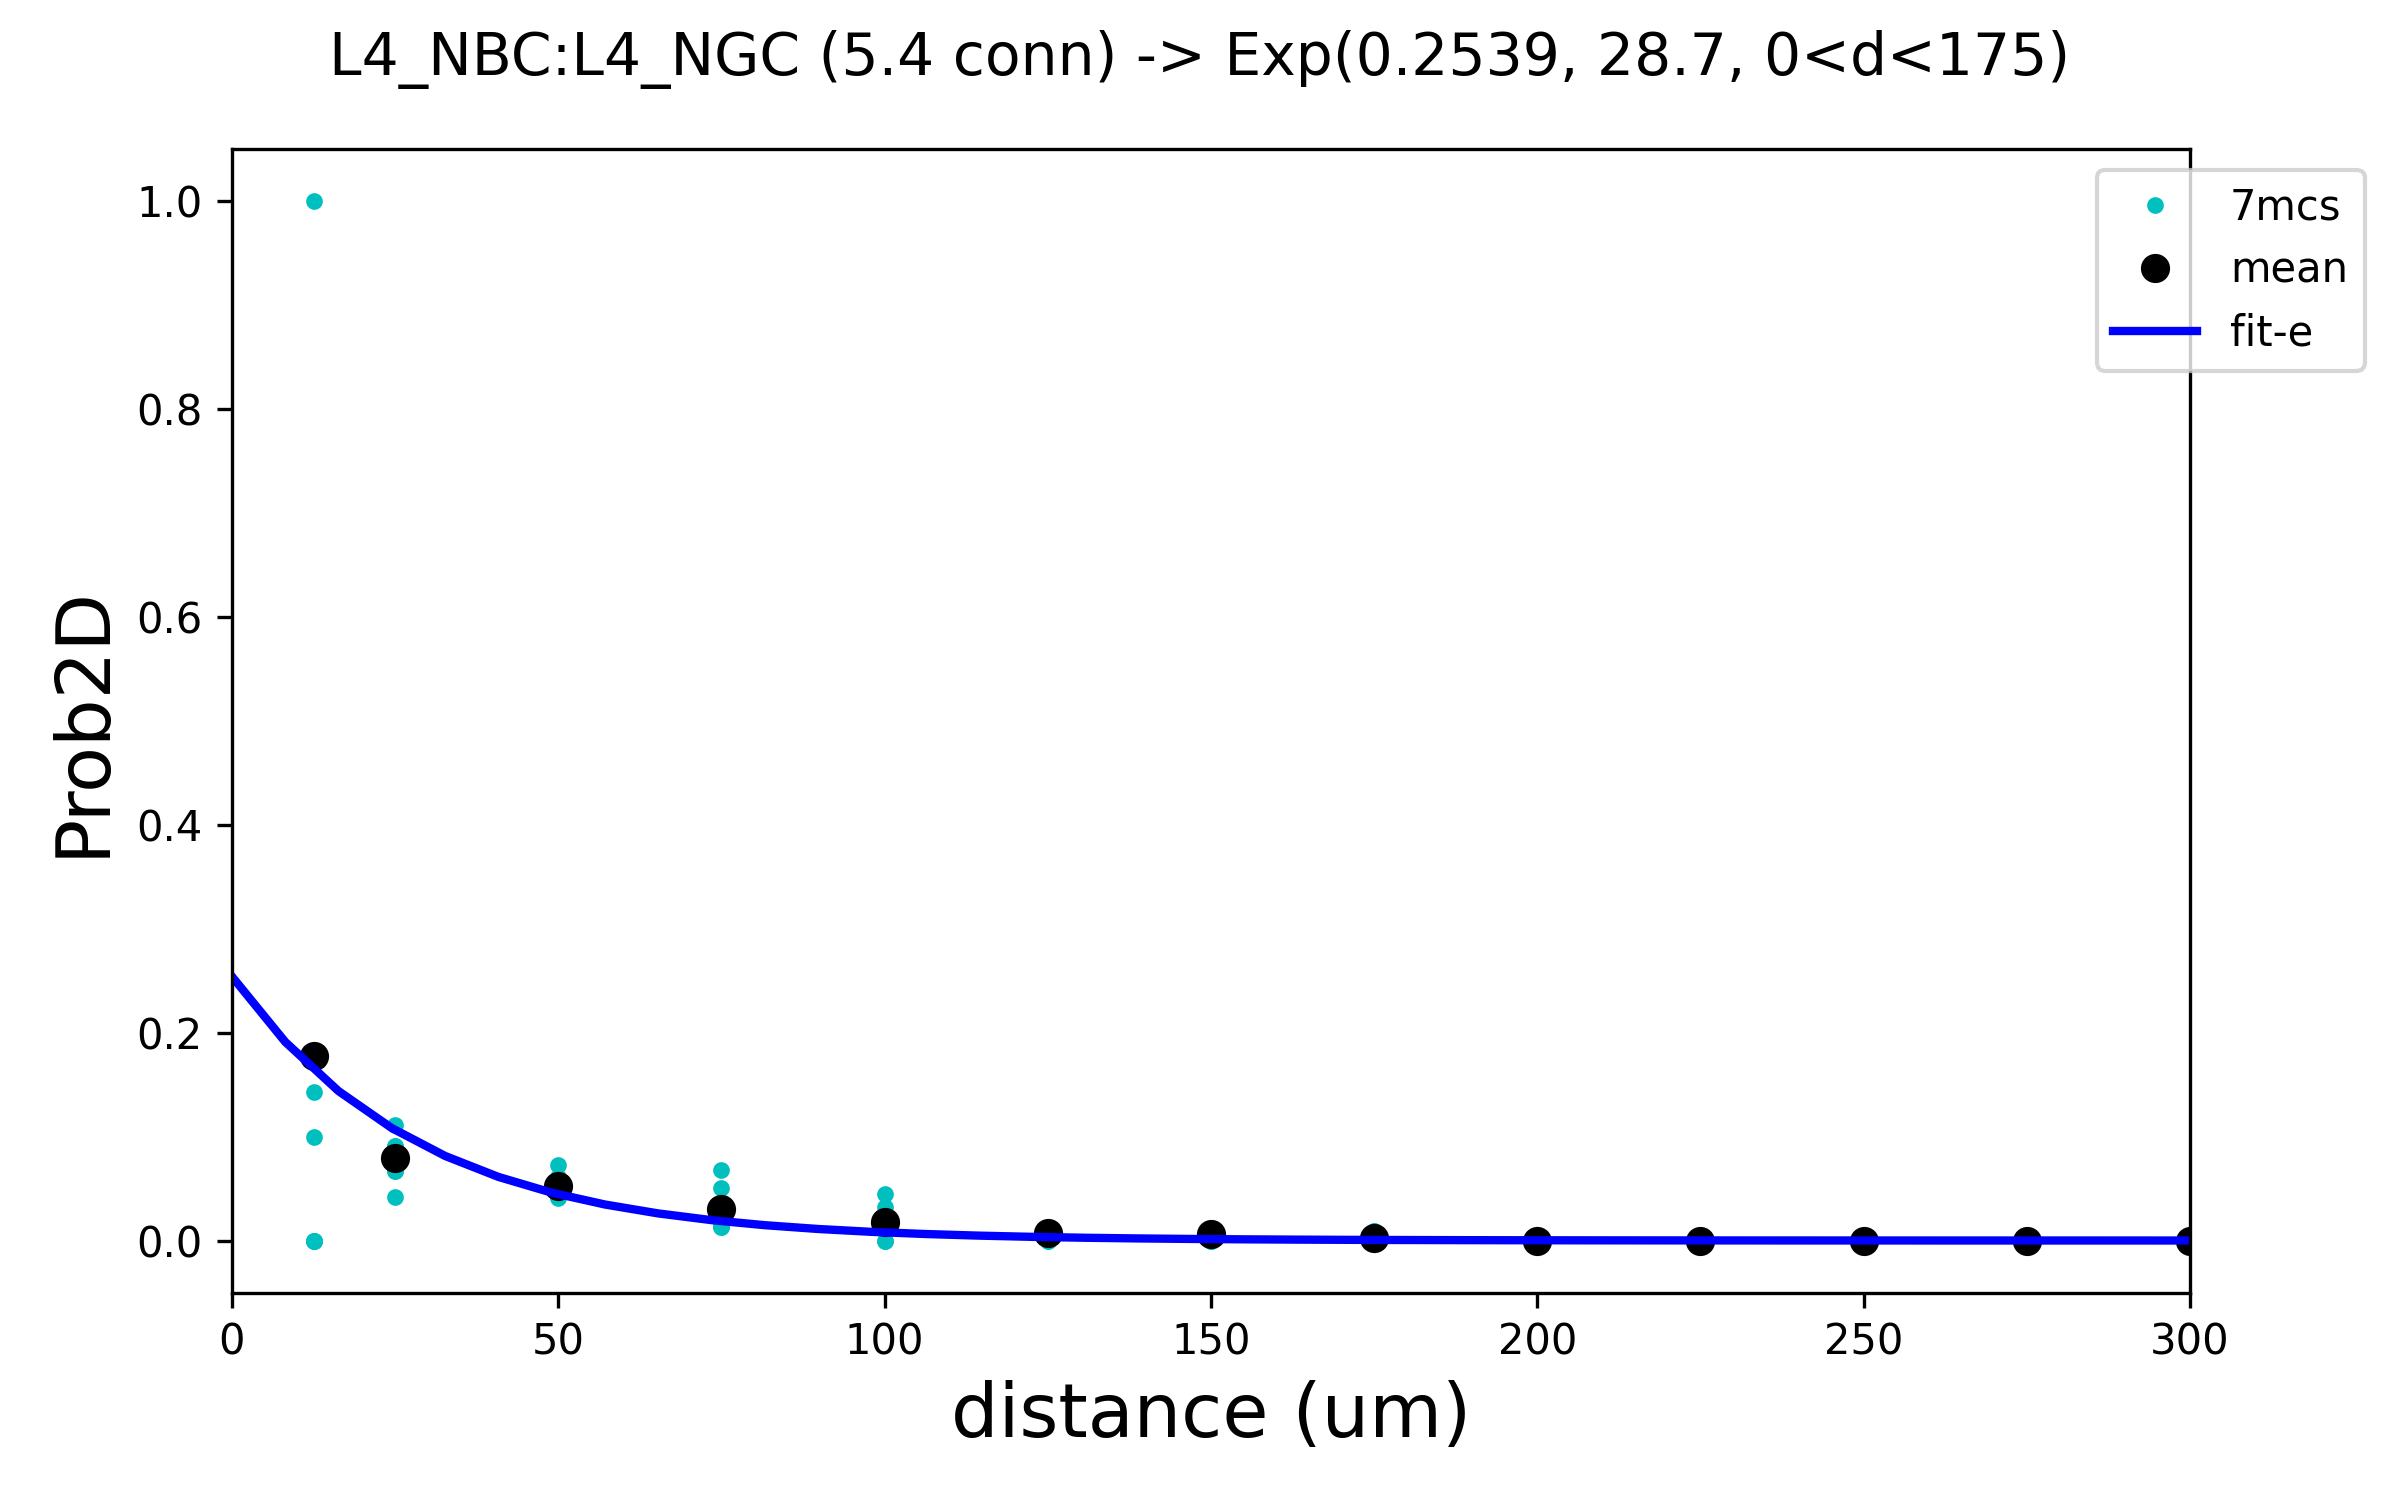 L4_NBC:L4_NGC (5.4 conn) -> Exp(0.2539, 28.7, 0<d<175)
7mcs
mean
fit-e
Prob2D
1.0
0.8
0.6
0.4
0.2
0.0
0 50 100 150 200 250 300
distance (um)